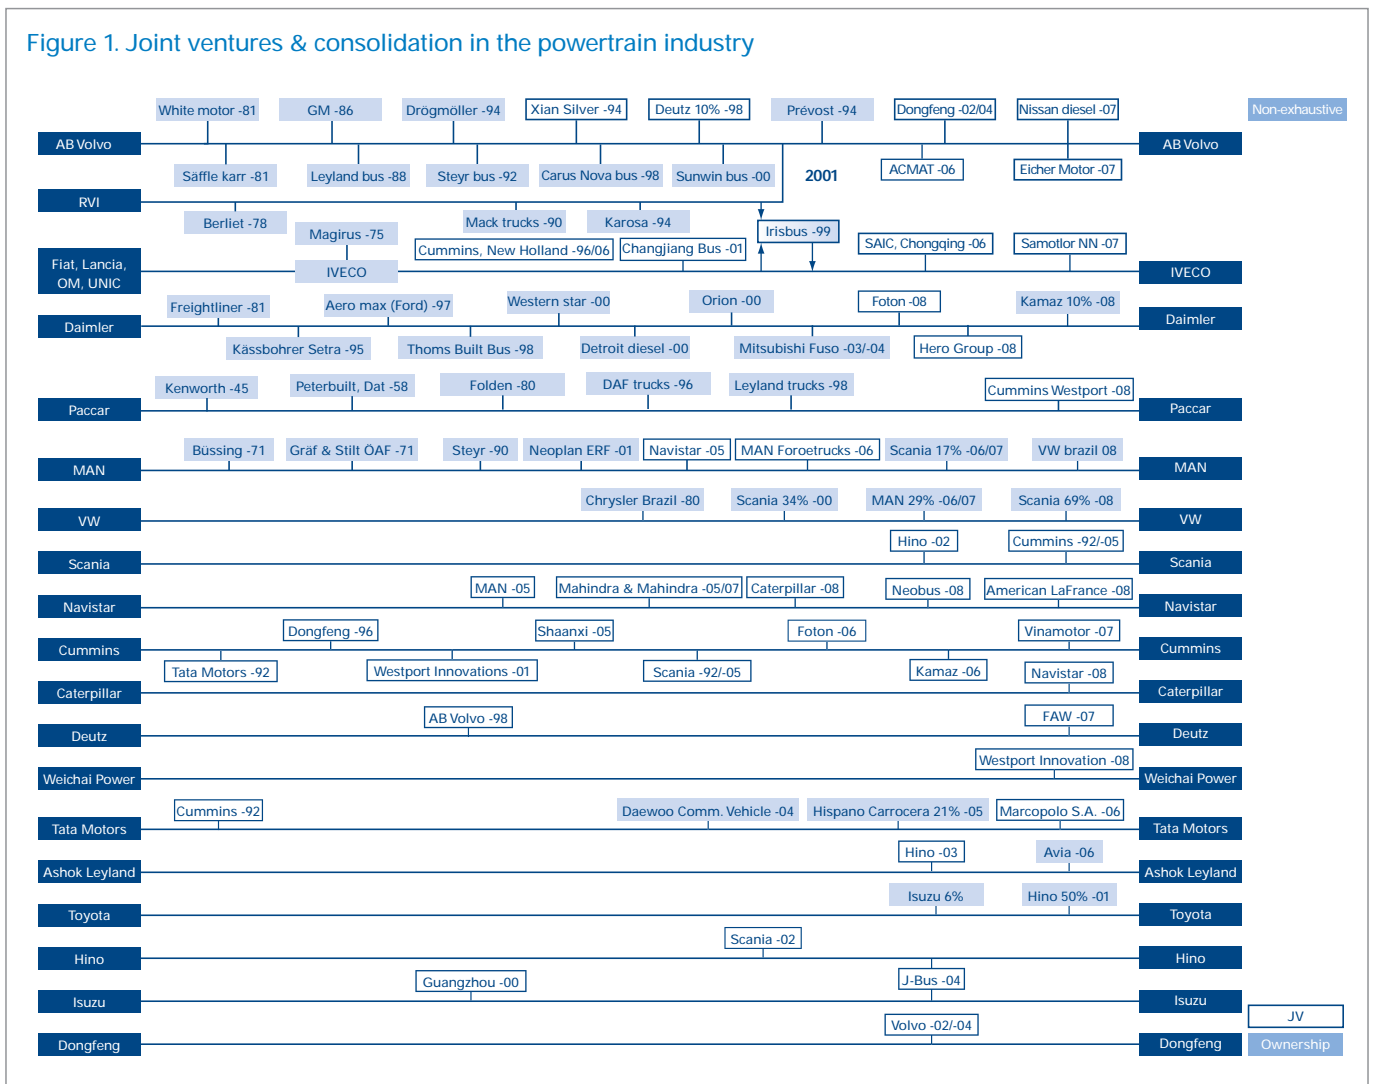 Figure 1. Joint ventures & consolidation in the powertrain industry
White motor -81
GM -86
Drögmöller -94
Xian Silver -94
Deutz 10% -98
Prévost -94
Dongfeng -02/04
Nissan diesel -07
Non-exhaustive
AB Volvo
AB Volvo
Säffle karr -81
Leyland bus -88
Steyr bus -92
Carus Nova bus -98
Sunwin bus -00
2001
ACMAT -06
Eicher Motor -07
RVI
Berliet -78
Mack trucks -90
Karosa -94
Irisbus -99
Magirus -75
Cummins, New Holland -96/06
Changjiang Bus -01
SAIC, Chongqing -06
Samotlor NN -07
Fiat, Lancia,
OM, UNIC
IVECO
IVECO
Freightliner -81
Aero max (Ford) -97
Western star -00
Orion -00
Foton -08
Kamaz 10% -08
Daimler
Daimler
Kässbohrer Setra -95
Thoms Built Bus -98
Detroit diesel -00
Mitsubishi Fuso -03/-04
Hero Group -08
Kenworth -45
Peterbuilt, Dat -58
Folden -80
DAF trucks -96
Leyland trucks -98
Cummins Westport -08
Paccar
Paccar
Büssing -71
Gräf & Stilt ÖAF -71
Steyr -90
Neoplan ERF -01
Navistar -05
MAN Foroetrucks -06
Scania 17% -06/07
VW brazil 08
MAN
MAN
Chrysler Brazil -80
Scania 34% -00
MAN 29% -06/07
Scania 69% -08
VW
VW
Hino -02
Cummins -92/-05
Scania
Scania
MAN -05
Mahindra & Mahindra -05/07
Caterpillar -08
Neobus -08
American LaFrance -08
Navistar
Navistar
Dongfeng -96
Shaanxi -05
Foton -06
Vinamotor -07
Cummins
Cummins
Tata Motors -92
Westport Innovations -01
Scania -92/-05
Kamaz -06
Navistar -08
Caterpillar
Caterpillar
AB Volvo -98
FAW -07
Deutz
Deutz
Westport Innovation -08
Weichai Power
Weichai Power
Cummins -92
Daewoo Comm. Vehicle -04
Hispano Carrocera 21% -05
Marcopolo S.A. -06
Tata Motors
Tata Motors
Hino -03
Avia -06
Ashok Leyland
Ashok Leyland
Isuzu 6%
Hino 50% -01
Toyota
Toyota
Scania -02
Hino
Hino
Guangzhou -00
J-Bus -04
Isuzu
Isuzu
JV
Volvo -02/-04
Dongfeng
Dongfeng
Ownership